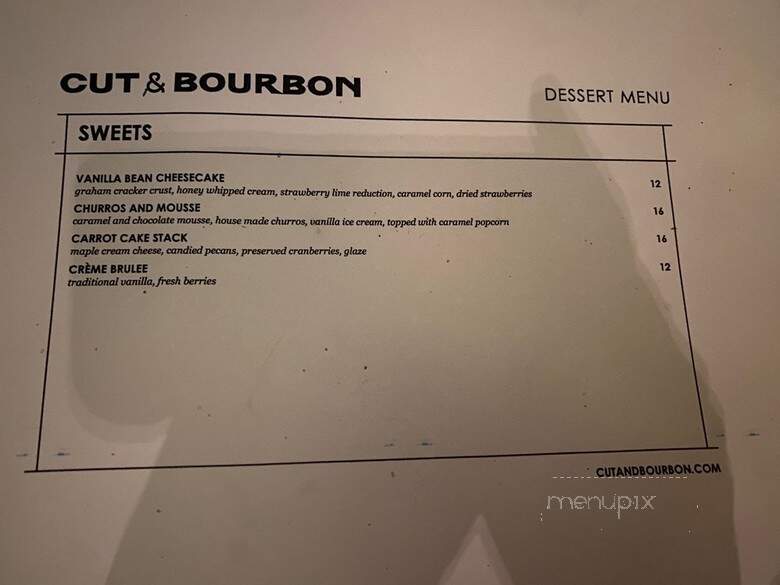 CUT & BOURBON
DESSERT MENU
SWEETS
VANILLA BEAN CHEESECAKE 12
graham cracker crust, honey whipped cream, strawberry lime reduction, caramel corn, dried strawberries
CHURROS AND MOUSSE 16
caramel and chocolate mousse, house made churros, vanilla ice cream, topped with caramel popcorn
CARROT CAKE STACK 16
maple cream cheese, candied pecans, preserved cranberries, glaze
CRÈME BRULEE 12
traditional vanilla, fresh berries
CUTANDBOURBON.COM
menupix